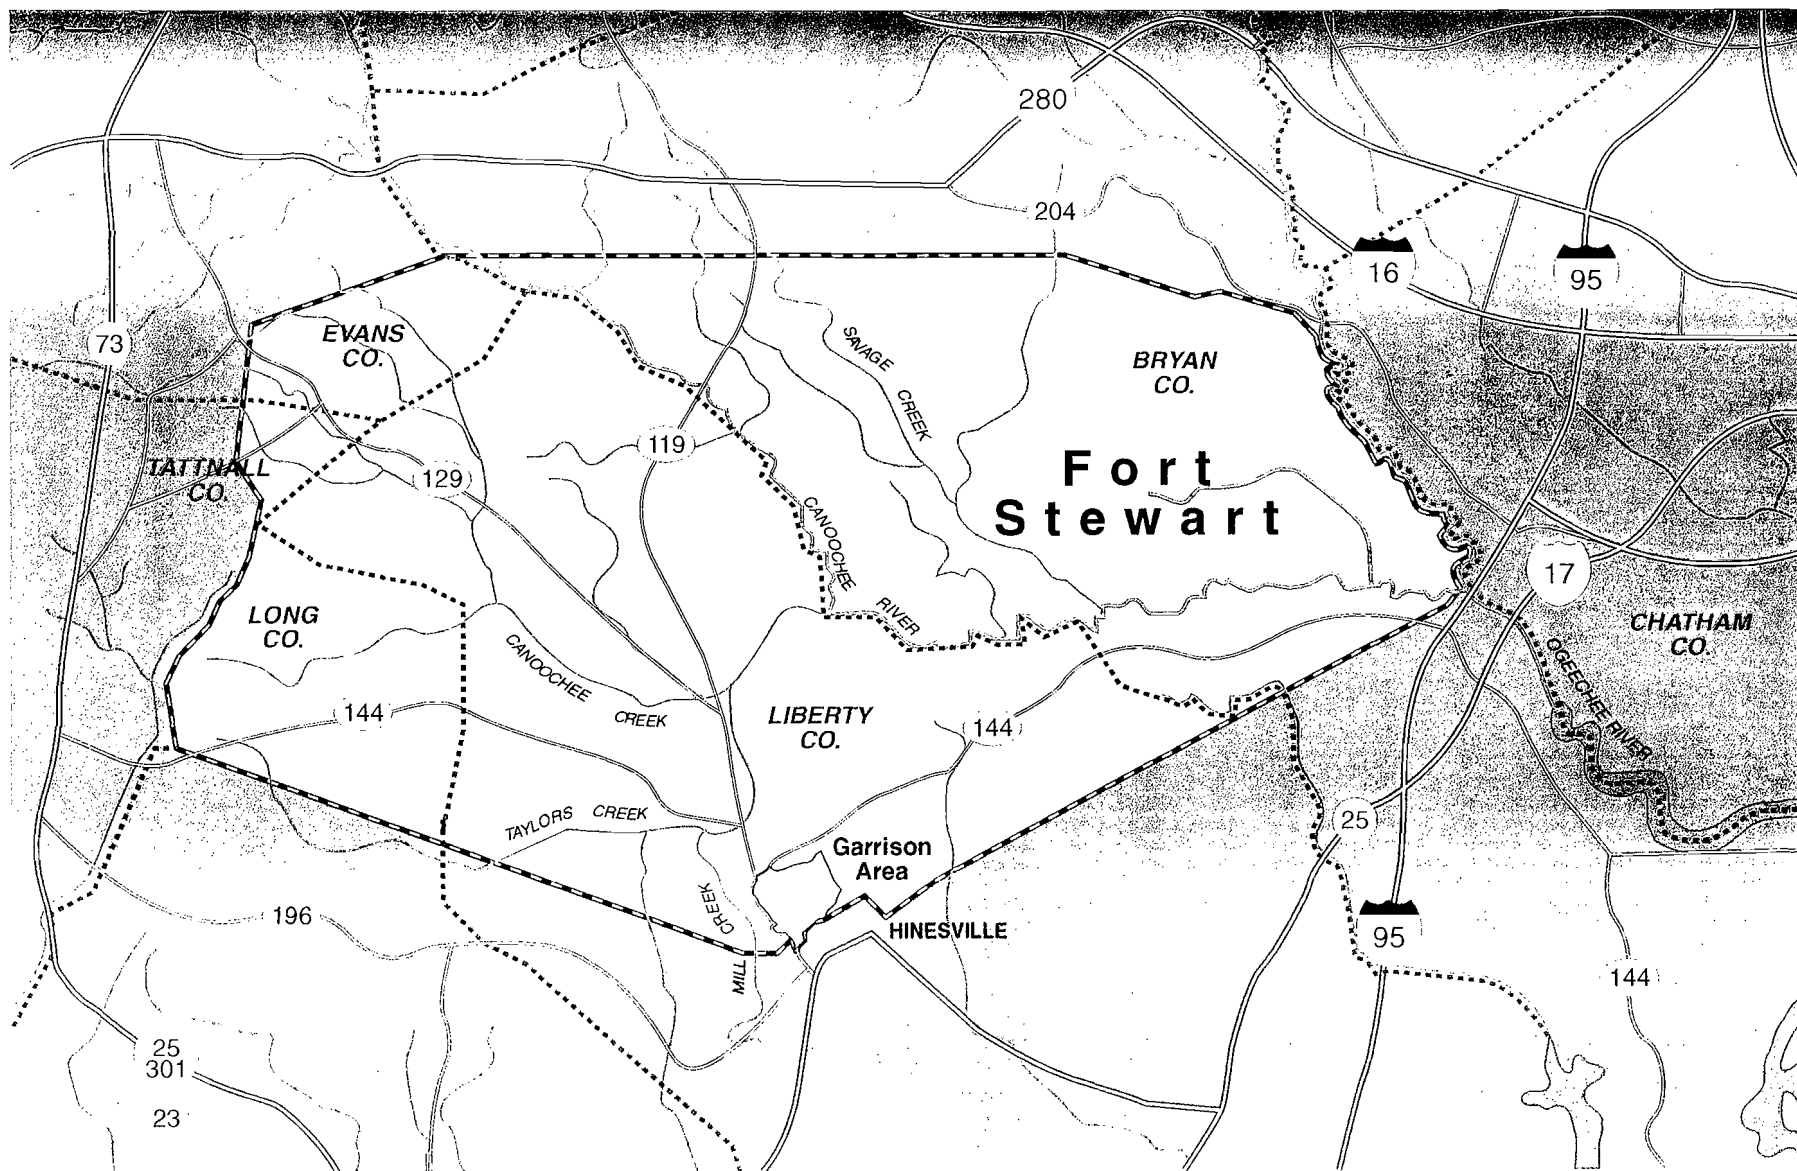 280
204
16
95
73
EVANS
CO.
SAVAGE
CREEK
BRYAN
CO.
119
129
TATTNALL
CO.
Fort
Stewart
CANOOCHEE
RIVER
17
LONG
CO.
CHATHAM
CO.
CANOOCHEE
CREEK
OGEECHEE RIVER
144
LIBERTY
CO.
144
TAYLORS CREEK
25
Garrison
Area
MILL CREEK
196
HINESVILLE
95
144
25
301
23